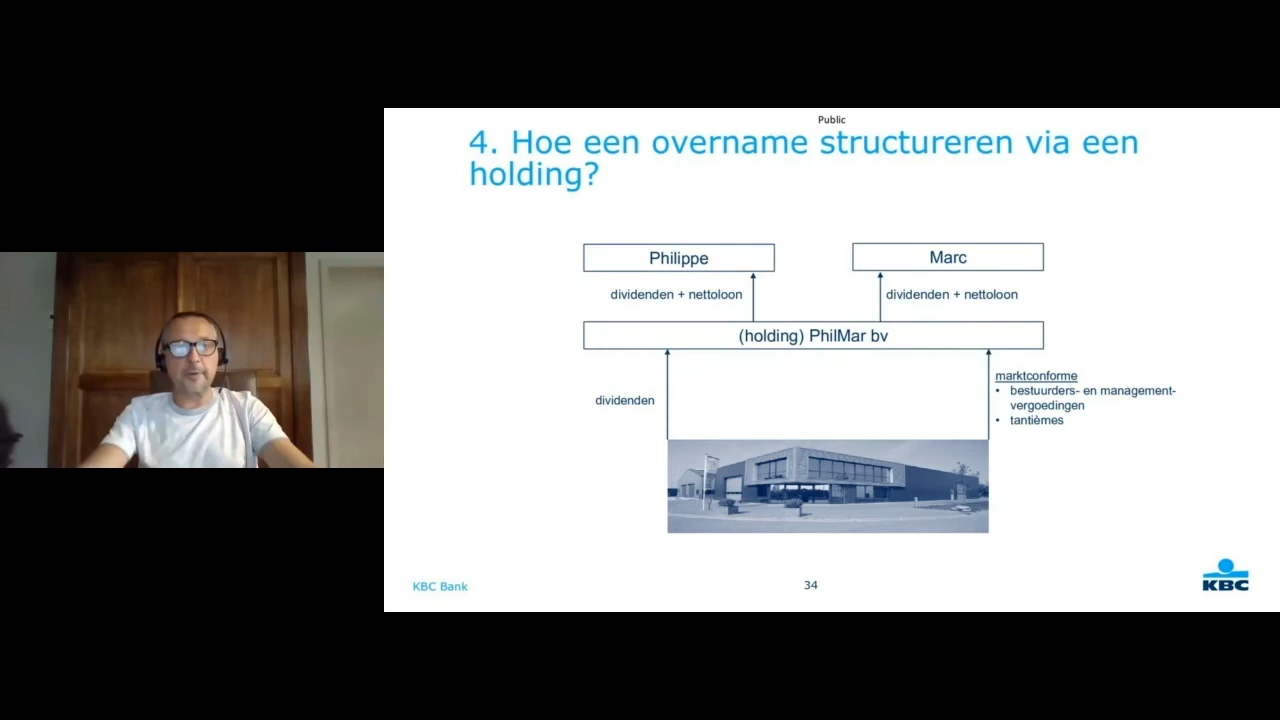 Public
4. Hoe een overname structureren via een
holding?
Philippe
Marc
dividenden + nettoloon
dividenden + nettoloon
(holding) PhilMar bv
dividenden
marktconforme
• bestuurders- en management-
vergoedingen
• tantièmes
KBC Bank
34
KBC